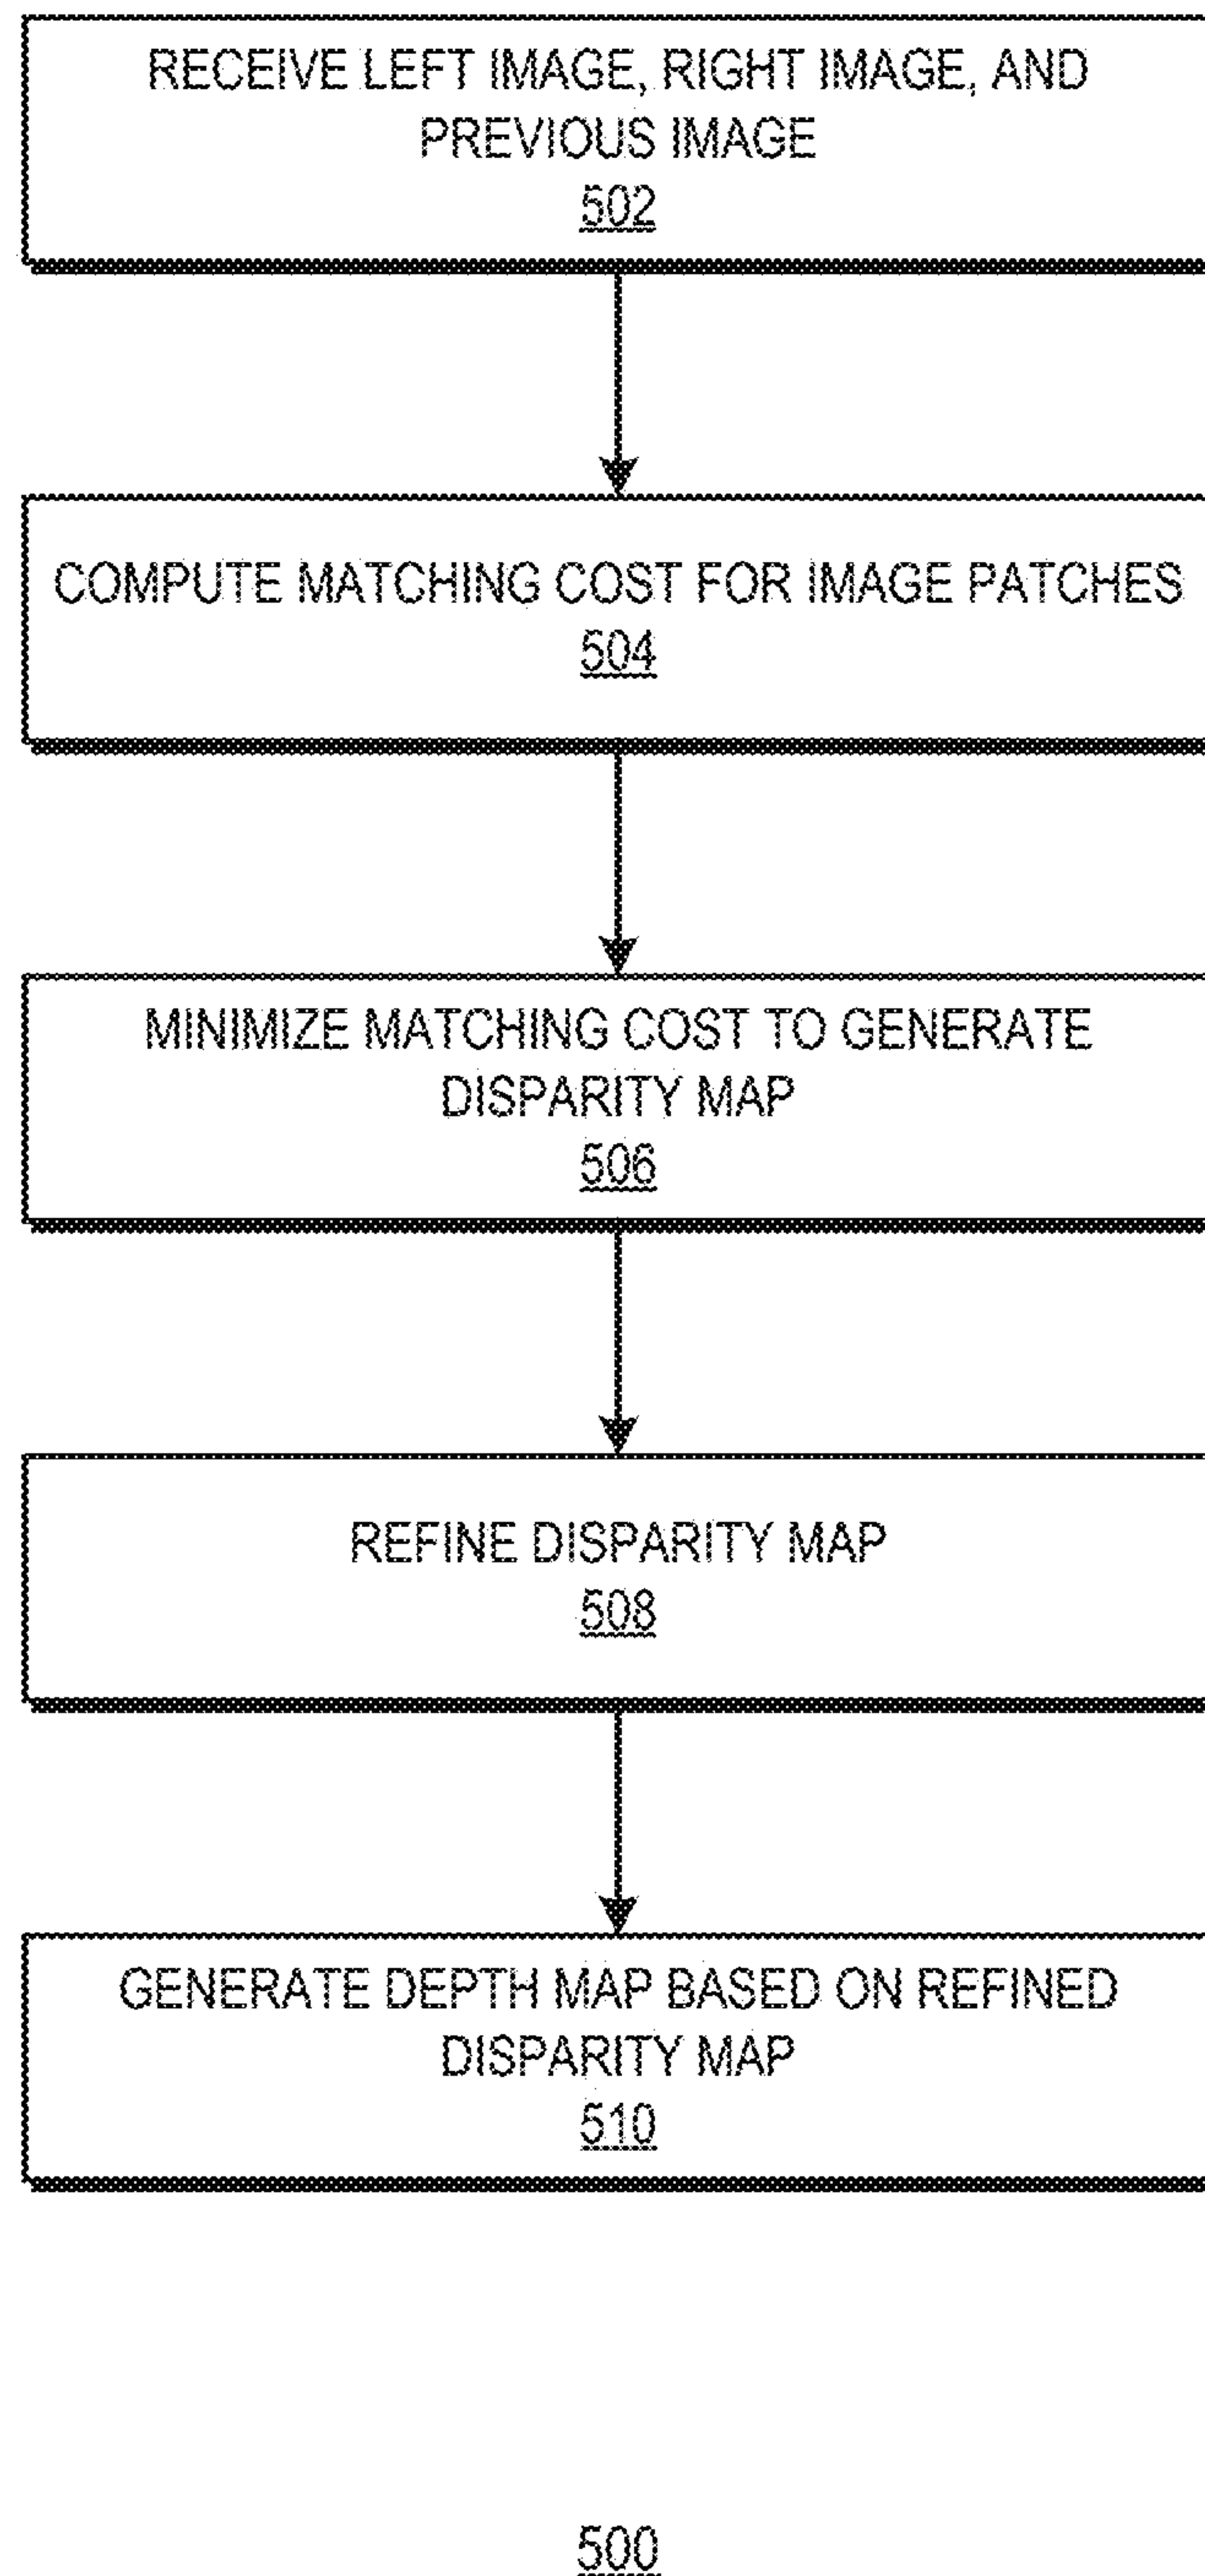 RECEIVE LEFT IMAGE, RIGHT IMAGE, AND
PREVIOUS IMAGE
502
COMPUTE MATCHING COST FOR IMAGE PATCHES
504
MINIMIZE MATCHING COST TO GENERATE
DISPARITY MAP
506
REFINE DISPARITY MAP
508
GENERATE DEPTH MAP BASED ON REFINED
DISPARITY MAP
510
500